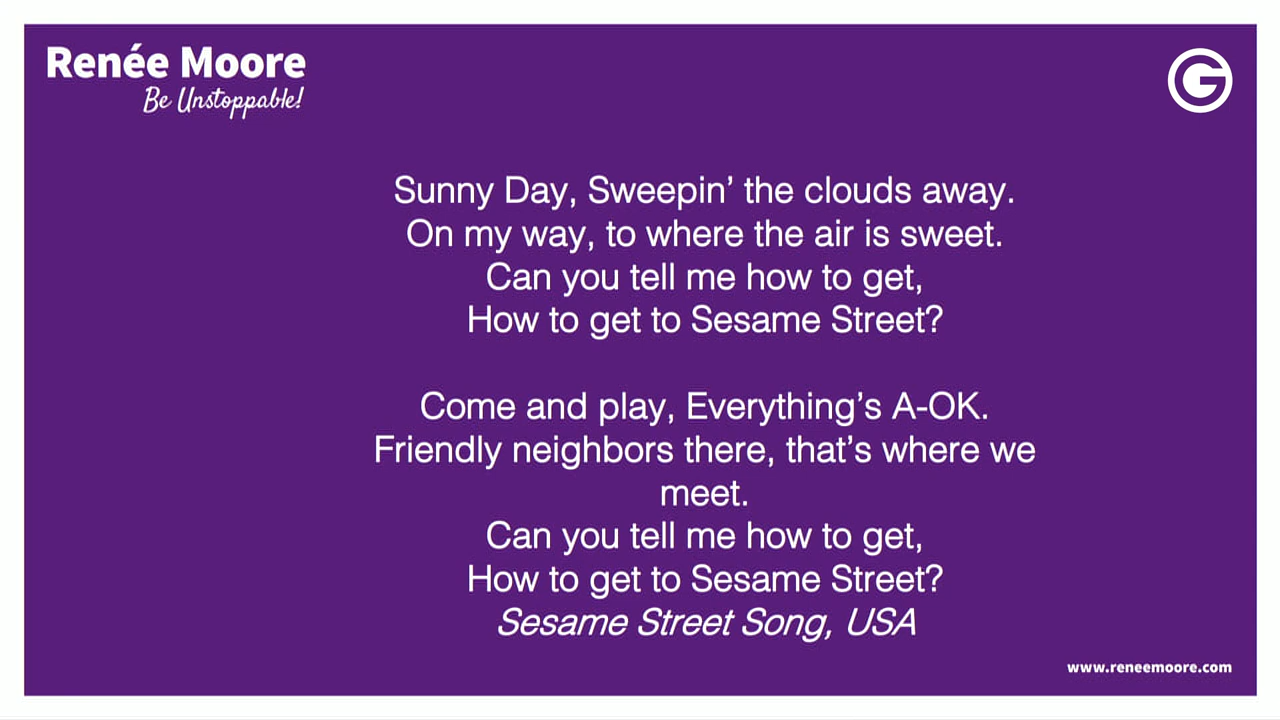 Renée Moore
Be Unstoppable!
G
Sunny Day, Sweepin’ the clouds away.
On my way, to where the air is sweet.
Can you tell me how to get,
How to get to Sesame Street?
Come and play, Everything’s A-OK.
Friendly neighbors there, that’s where we
meet.
Can you tell me how to get,
How to get to Sesame Street?
Sesame Street Song, USA
www.reneemoore.com